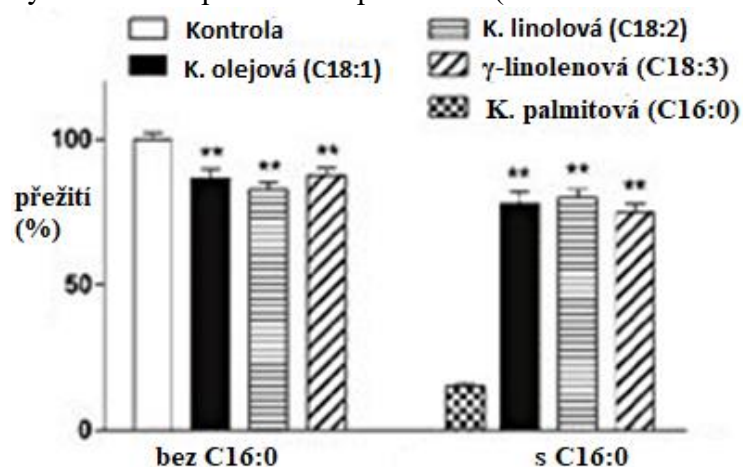 Kontrola
K. olejová (C18:1)
K. linolová (C18:2)
γ-linolenová (C18:3)
K. palmitová (C16:0)
přežití
(%)
100
50
0
** ** **
** ** **
bez C16:0
s C16:0